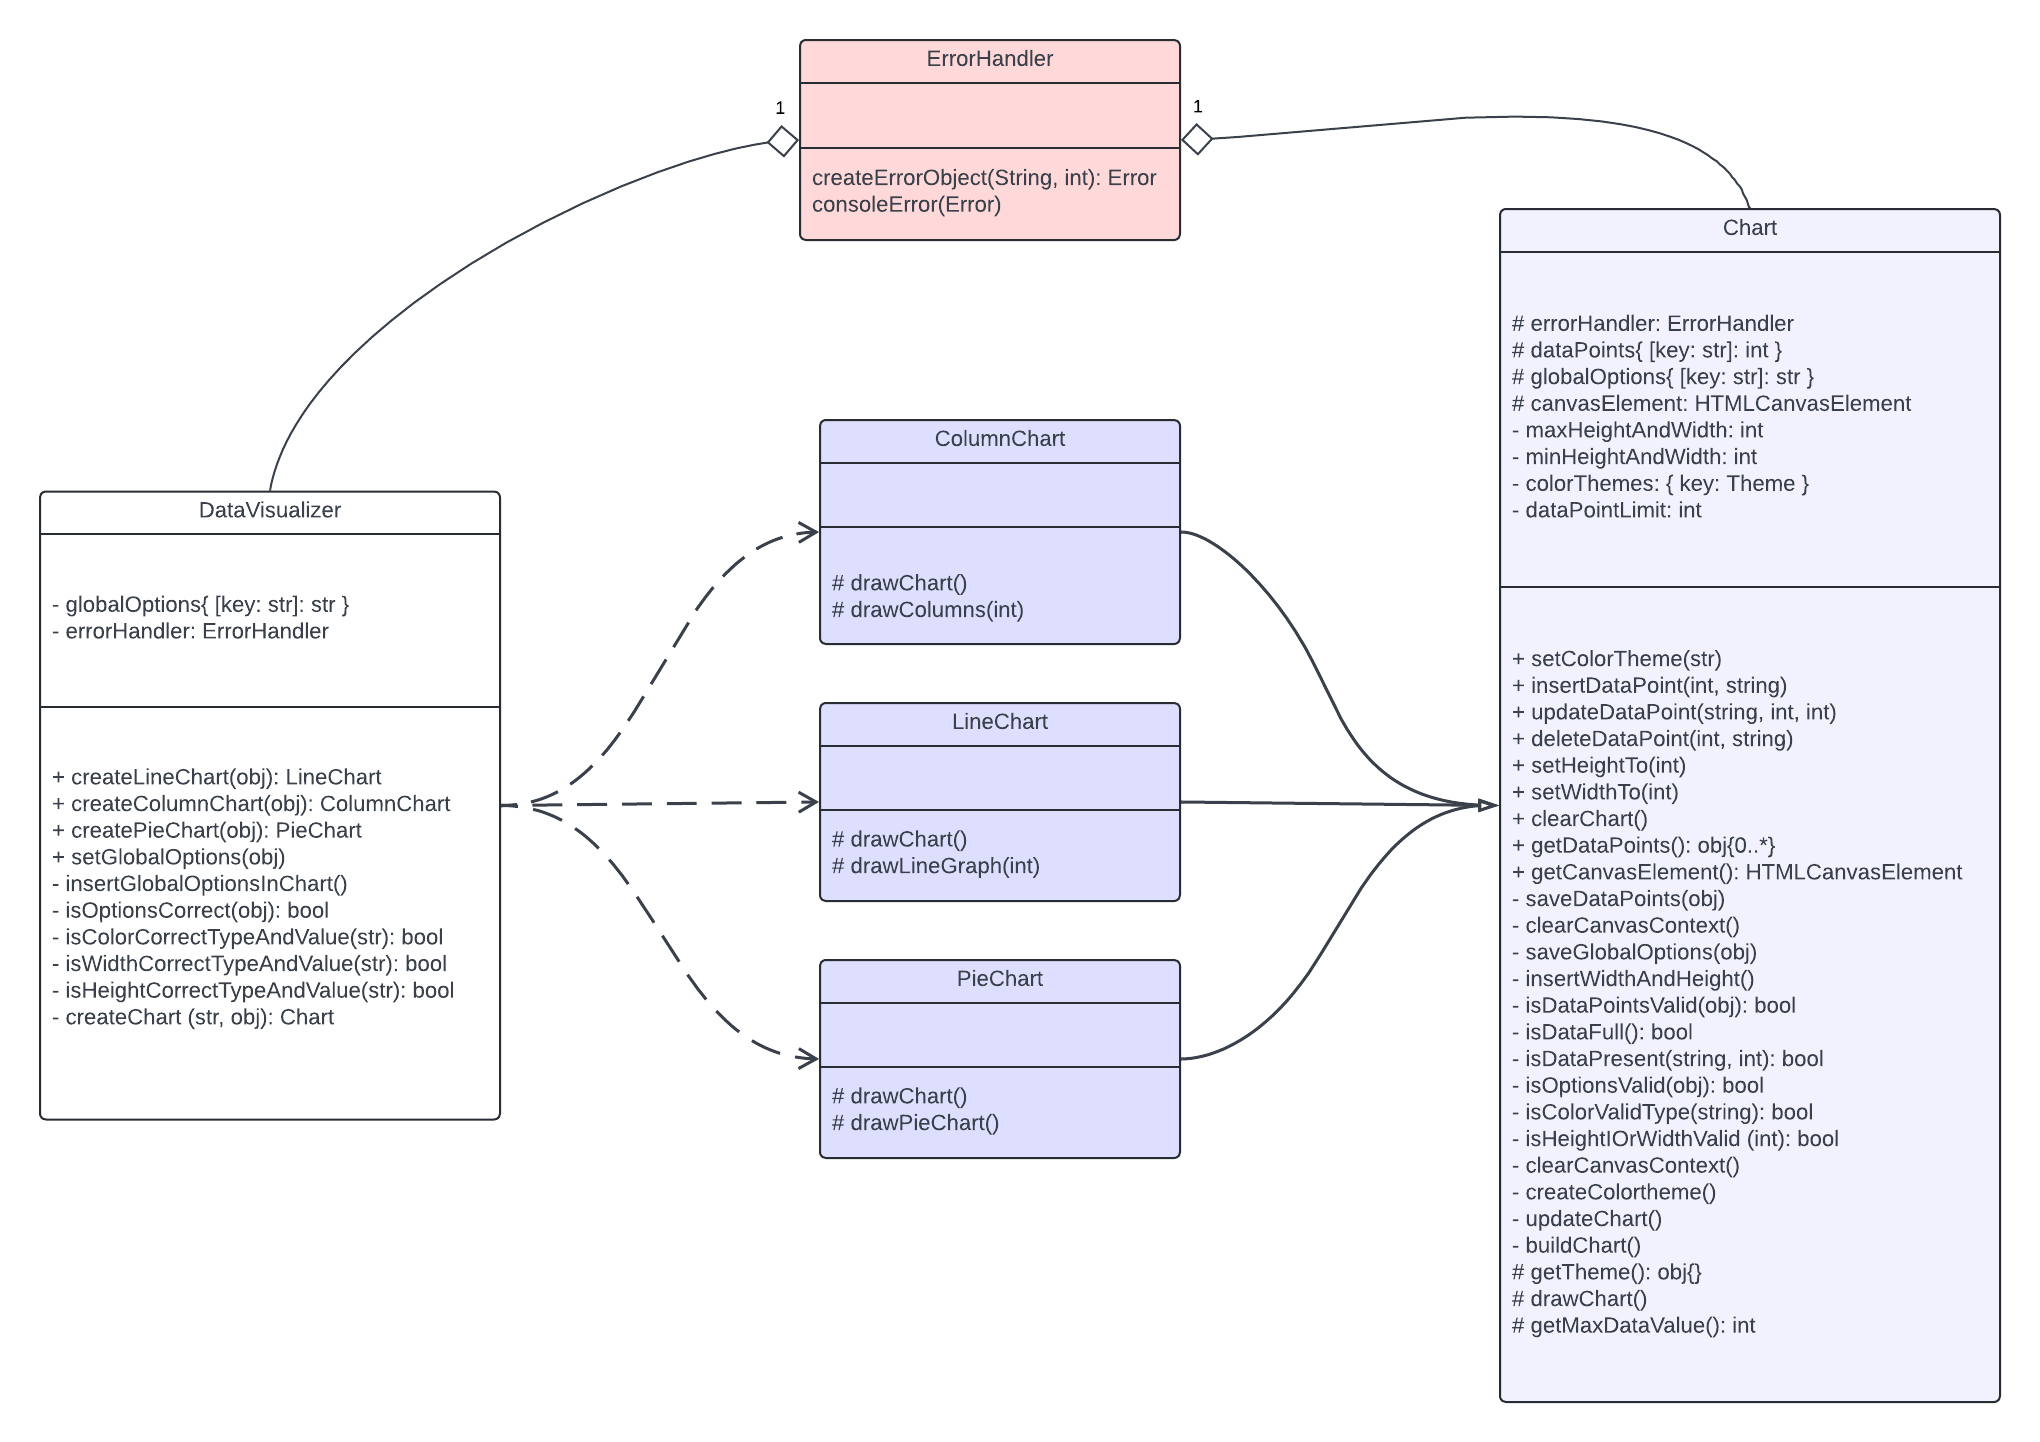 ErrorHandler
1
1
createErrorObject(String, int): Error
consoleError(Error)
Chart
# errorHandler: ErrorHandler
# dataPoints{ [key: str]: int }
# globalOptions{ [key: str]: str }
# canvasElement: HTMLCanvasElement
- maxHeightAndWidth: int
- minHeightAndWidth: int
- colorThemes: { key: Theme }
- dataPointLimit: int
+ setColorTheme(str)
+ insertDataPoint(int, string)
+ updateDataPoint(string, int, int)
+ deleteDataPoint(int, string)
+ setHeightTo(int)
+ setWidthTo(int)
+ clearChart()
+ getDataPoints(): obj{0..*}
+ getCanvasElement(): HTMLCanvasElement
- saveDataPoints(obj)
- clearCanvasContext()
- saveGlobalOptions(obj)
- insertWidthAndHeight()
- isDataPointsValid(obj): bool
- isDataFull(): bool
- isDataPresent(string, int): bool
- isOptionsValid(obj): bool
- isColorValidType(string): bool
- isHeightIOrWidthValid (int): bool
- clearCanvasContext()
- createColortheme()
- updateChart()
- buildChart()
# getTheme(): obj{}
# drawChart()
# getMaxDataValue(): int
ColumnChart
# drawChart()
# drawColumns(int)
LineChart
# drawChart()
# drawLineGraph(int)
PieChart
# drawChart()
# drawPieChart()
DataVisualizer
- globalOptions{ [key: str]: str }
- errorHandler: ErrorHandler
+ createLineChart(obj): LineChart
+ createColumnChart(obj): ColumnChart
+ createPieChart(obj): PieChart
+ setGlobalOptions(obj)
- insertGlobalOptionsInChart()
- isOptionsCorrect(obj): bool
- isColorCorrectTypeAndValue(str): bool
- isWidthCorrectTypeAndValue(str): bool
- isHeightCorrectTypeAndValue(str): bool
- createChart (str, obj): Chart